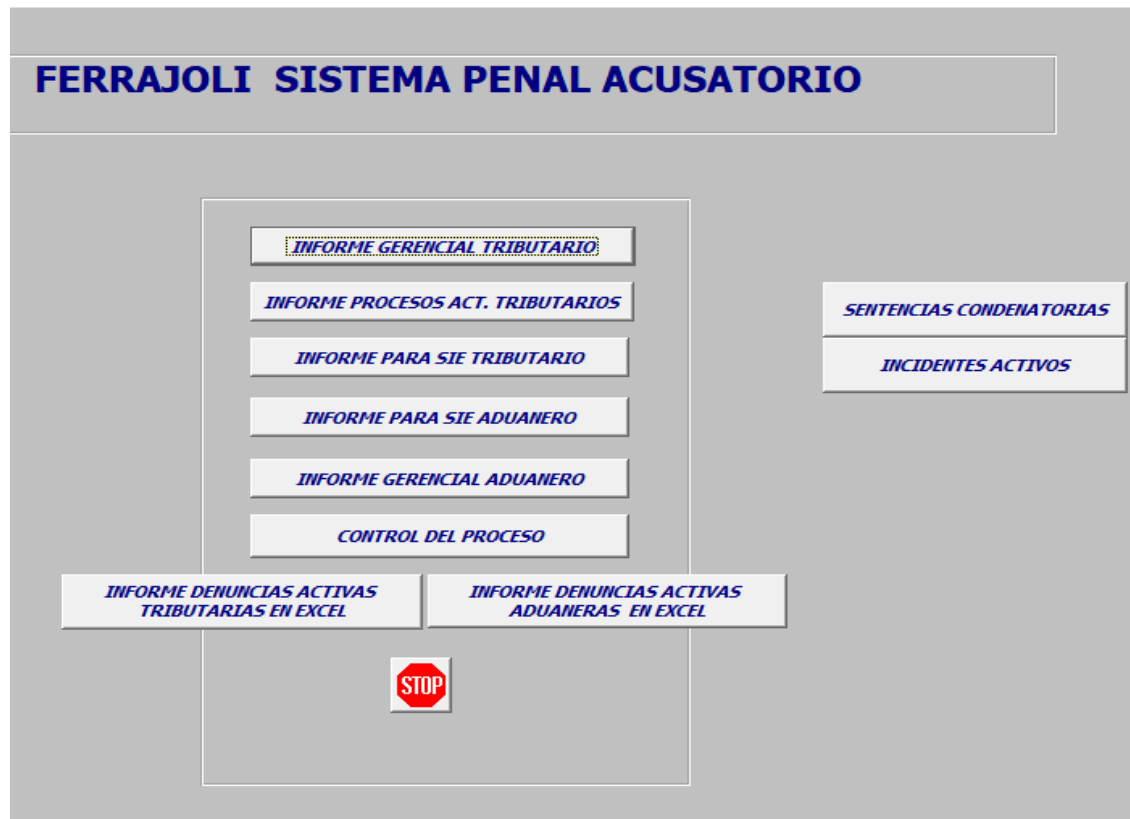 FERRAJOLI  SISTEMA PENAL ACUSATORIO
INFORME GERENCIAL TRIBUTARIO
INFORME PROCESOS ACT. TRIBUTARIOS
INFORME PARA SIE TRIBUTARIO
INFORME PARA SIE ADUANERO
INFORME GERENCIAL ADUANERO
CONTROL DEL PROCESO
INFORME DENUNCIAS ACTIVAS
TRIBUTARIAS EN EXCEL
INFORME DENUNCIAS ACTIVAS
ADUANERAS  EN EXCEL
STOP
SENTENCIAS CONDENATORIAS
INCIDENTES ACTIVOS